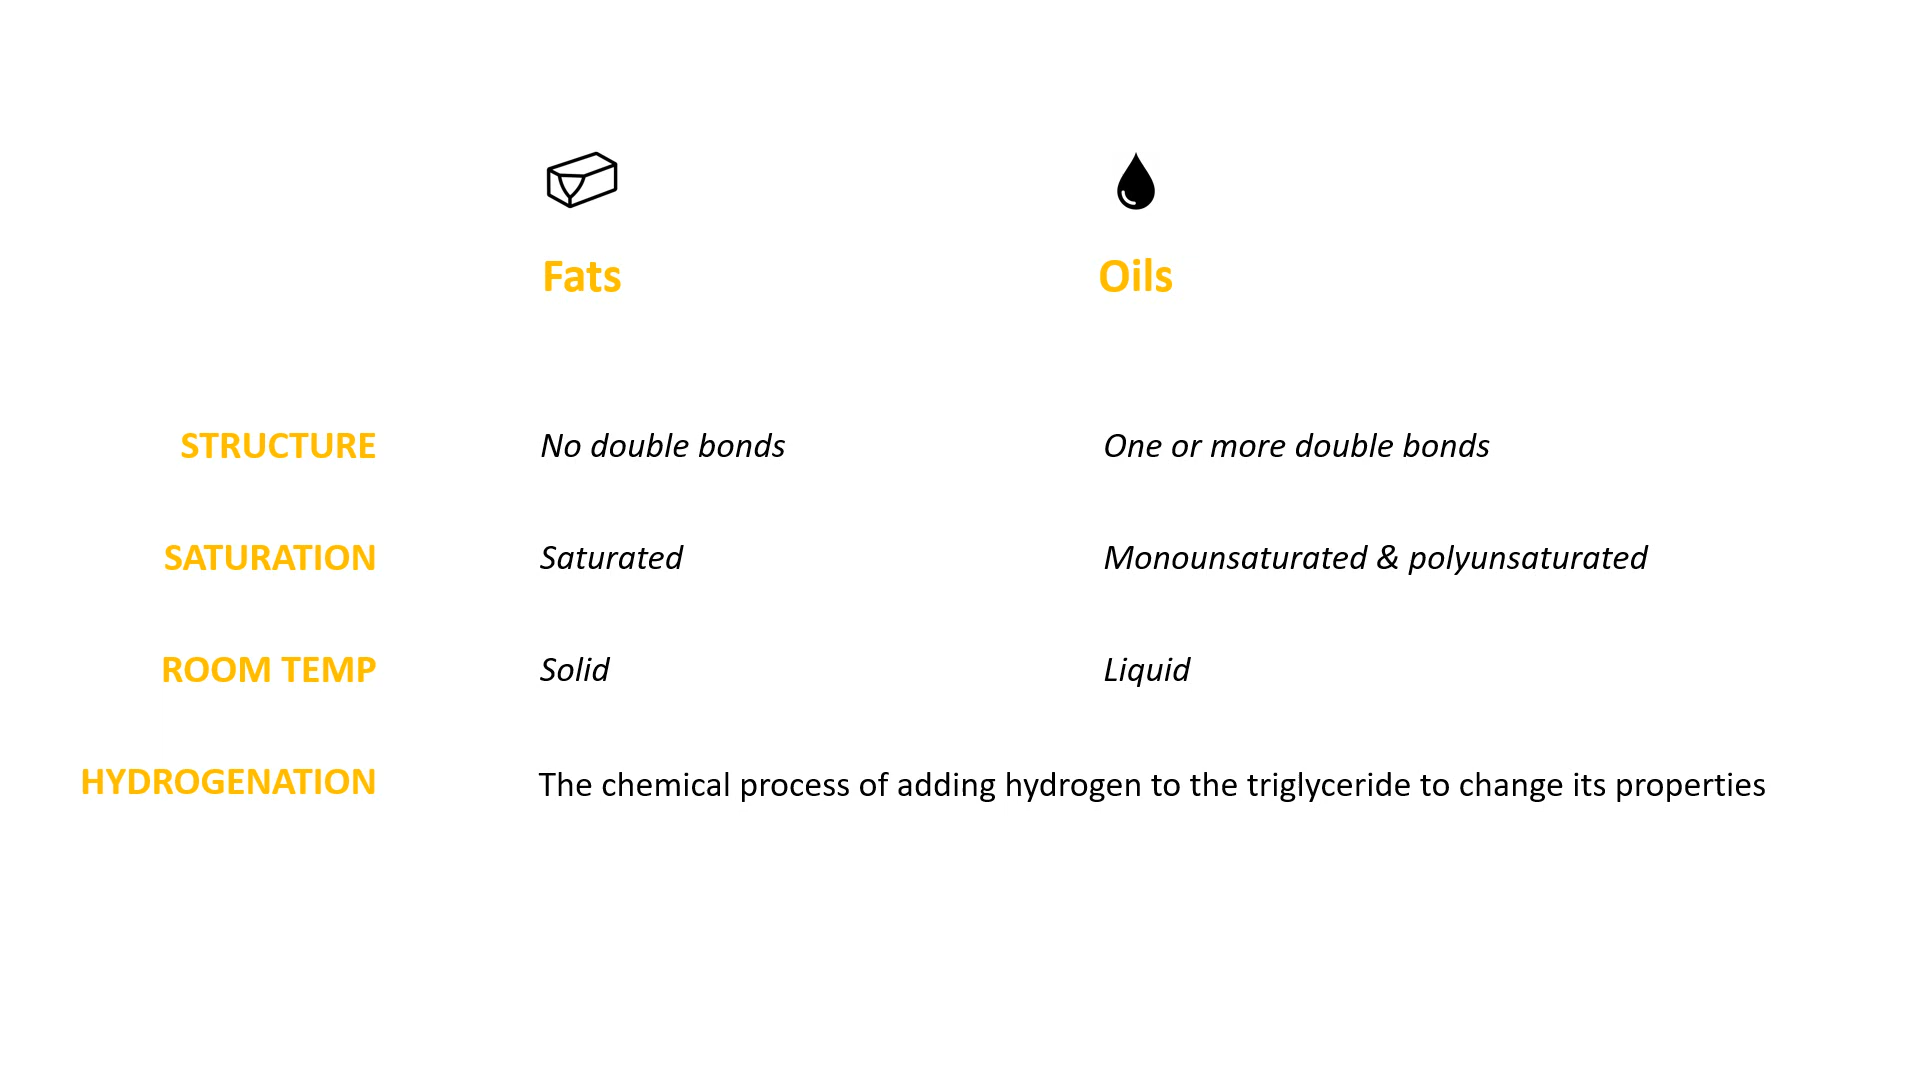 Fats
Oils
STRUCTURE
No double bonds
One or more double bonds
SATURATION
Saturated
Monounsaturated & polyunsaturated
ROOM TEMP
Solid
Liquid
HYDROGENATION
The chemical process of adding hydrogen to the triglyceride to change its properties